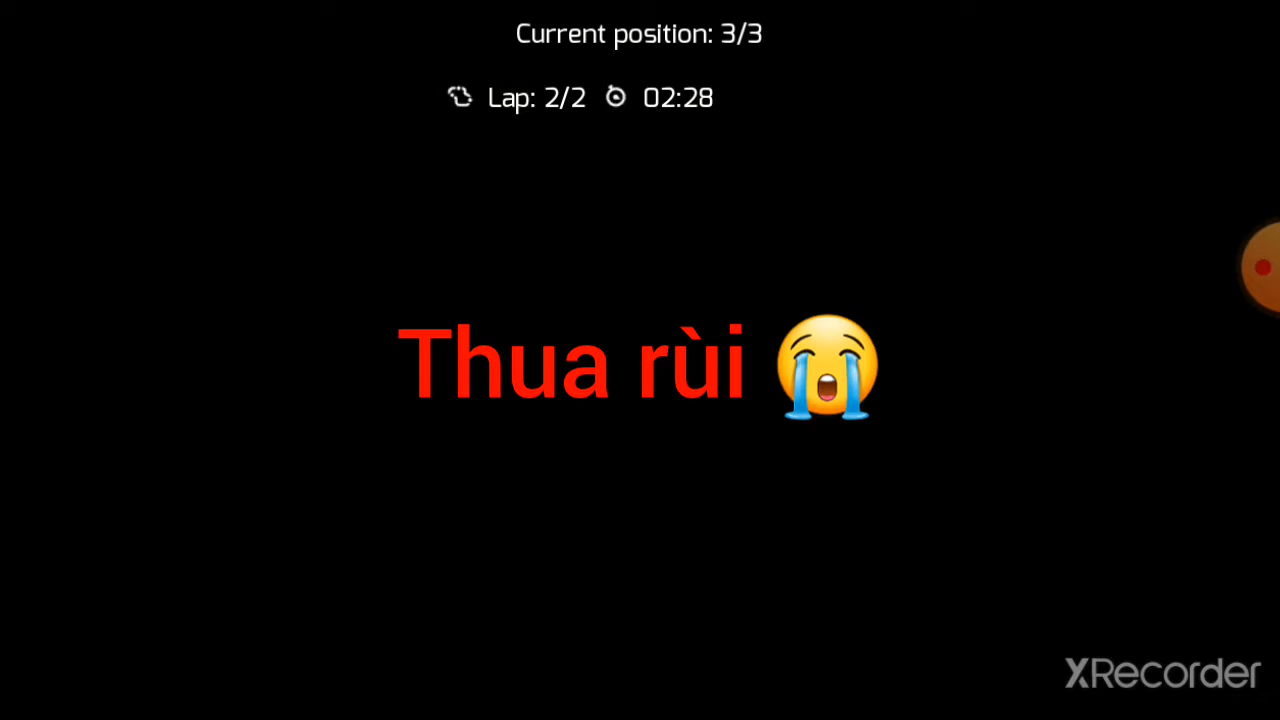 Current position: 3/3
Lap: 2/2 02:28
Thua rùi 😭
XRecorder